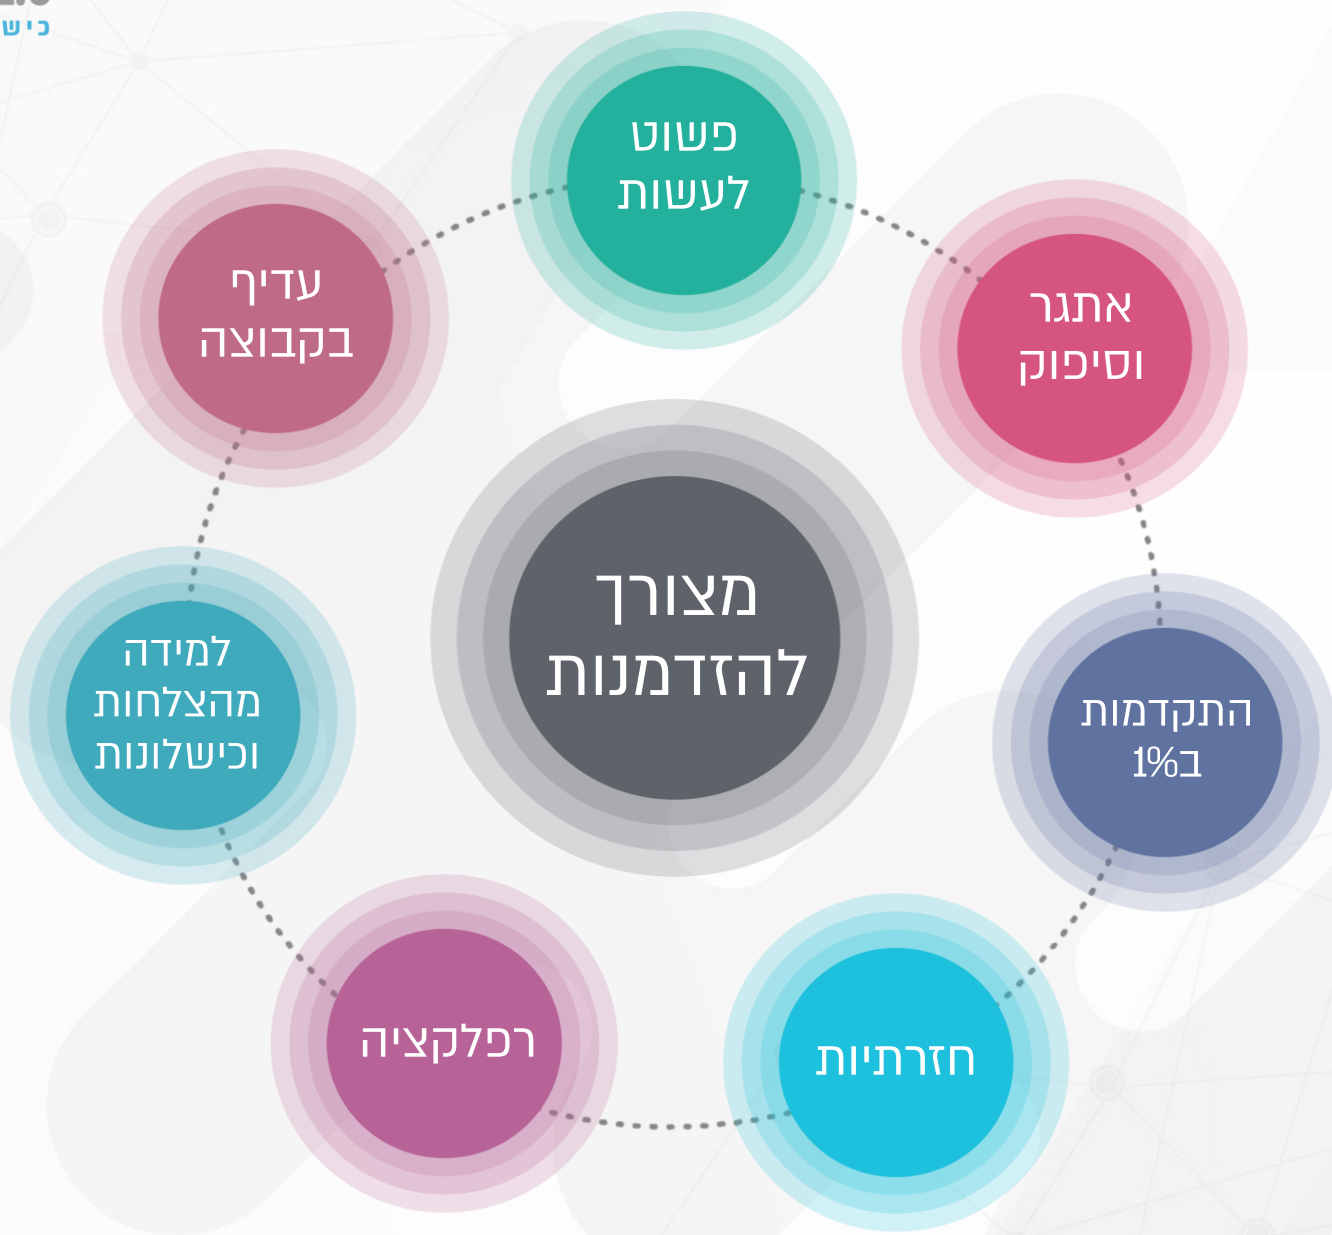 פשוט
לעשות
אתגר
וסיפוק
התקדמות
ב1%
חזרתיות
רפלקציה
למידה
מהצלחות
וכישלונות
עדיף
בקבוצה
מצורך
להזדמנות